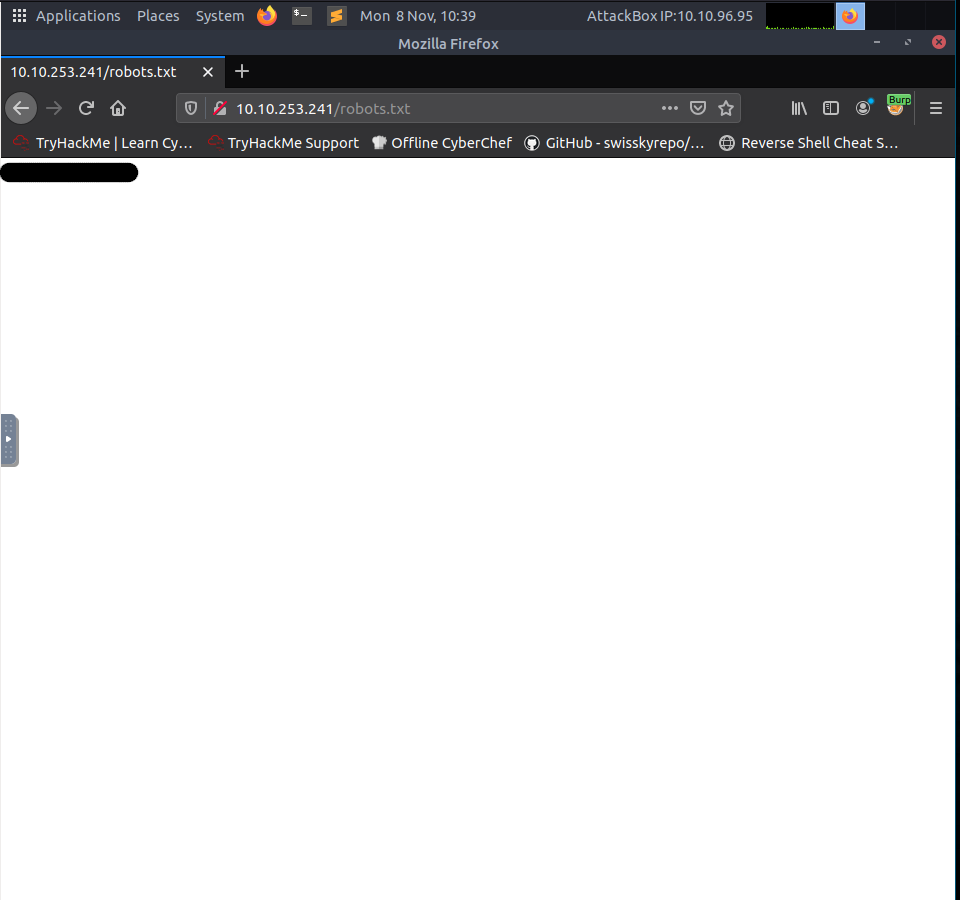 Applications Places System $_ Mon 8 Nov, 10:39 AttackBox IP:10.10.96.95
Mozilla Firefox
10.10.253.241/robots.txt
10.10.253.241/robots.txt Burp
TryHackMe | Learn Cy… TryHackMe Support Offline CyberChef GitHub - swisskyrepo/… Reverse Shell Cheat S…